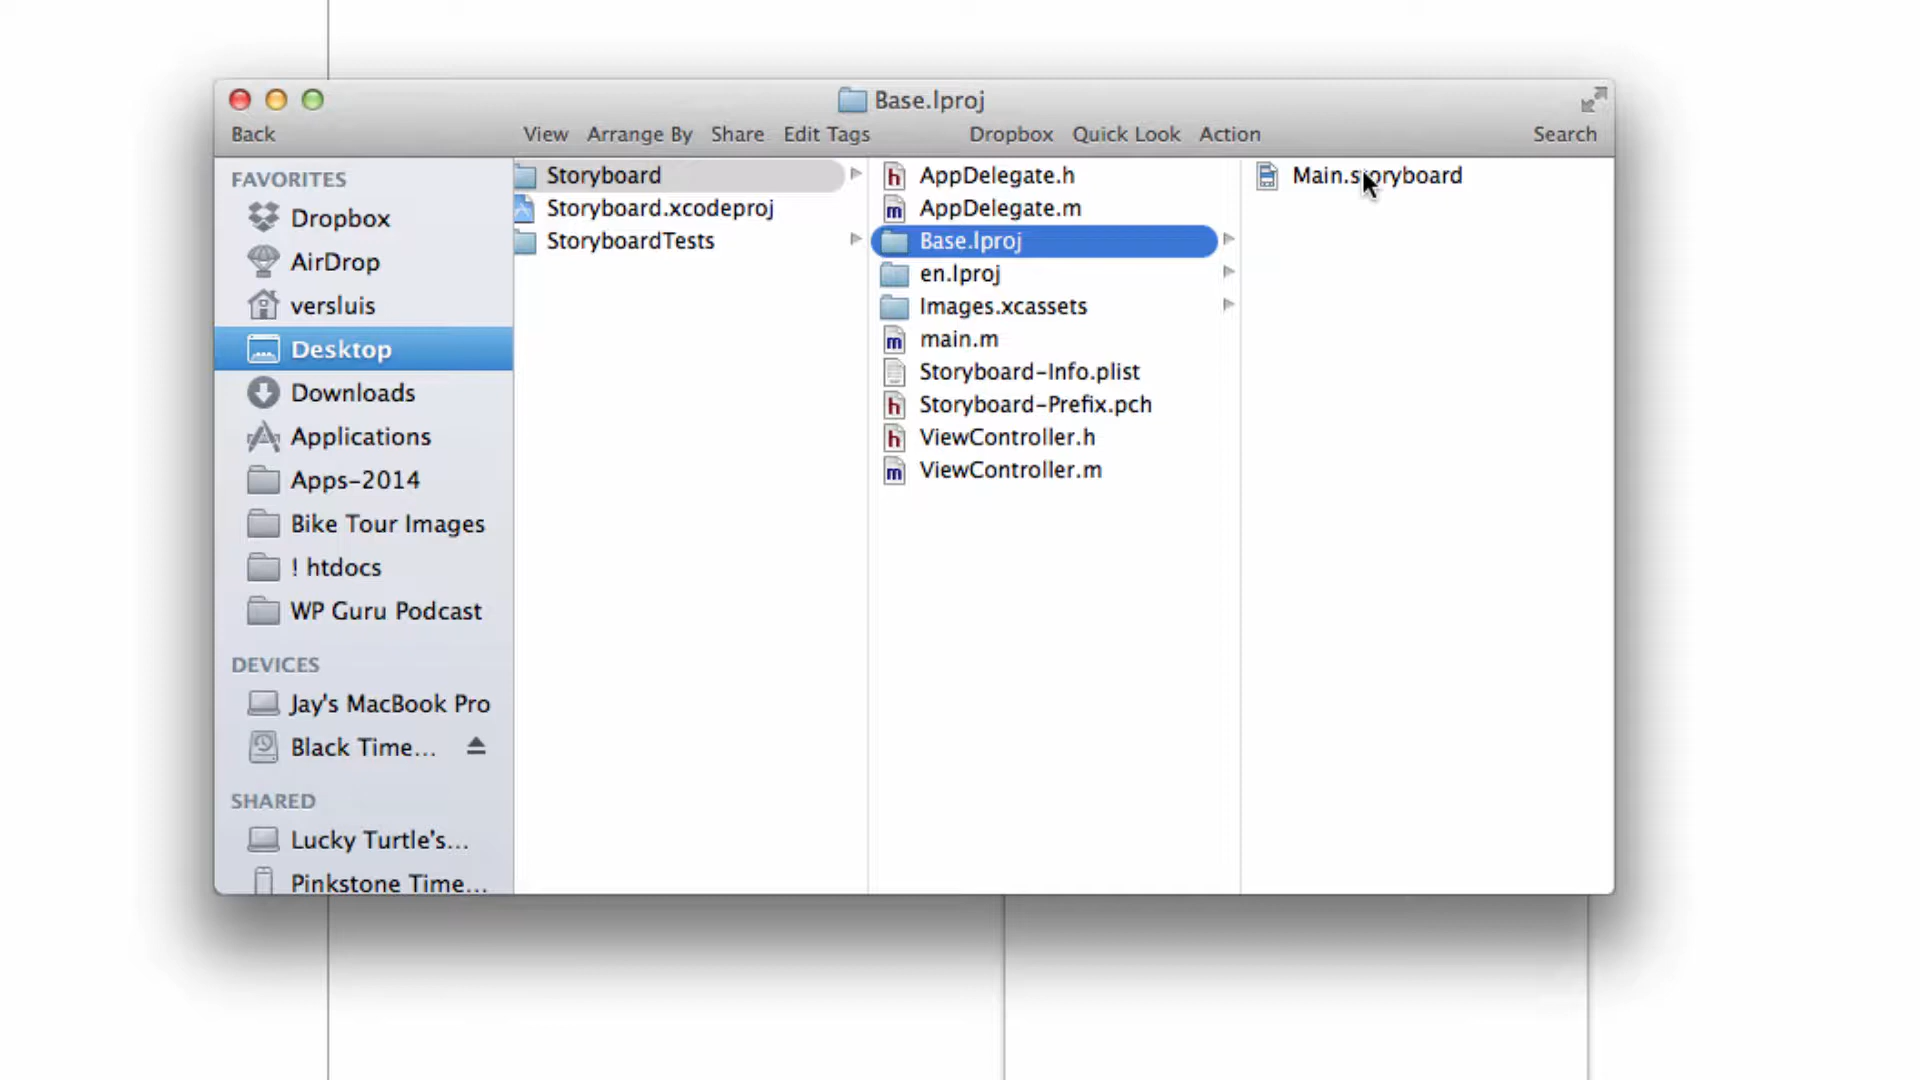 Base.lproj
Back
View
Arrange By
Share
Edit Tags
Dropbox
Quick Look
Action
Search
FAVORITES
Dropbox
AirDrop
versluis
Desktop
Downloads
Applications
Apps-2014
Bike Tour Images
! htdocs
WP Guru Podcast
DEVICES
Jay's MacBook Pro
Black Time...
SHARED
Lucky Turtle's...
Pinkstone Time...
Storyboard
Storyboard.xcodeproj
StoryboardTests
AppDelegate.h
AppDelegate.m
Base.lproj
en.lproj
Images.xcassets
main.m
Storyboard-Info.plist
Storyboard-Prefix.pch
ViewController.h
ViewController.m
Main.storyboard